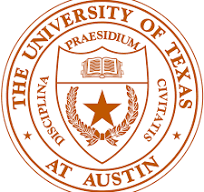 THE UNIVERSITY OF TEXAS
AT AUSTIN
DISCIPLINA
PRAESIDIUM
CIVITATIS